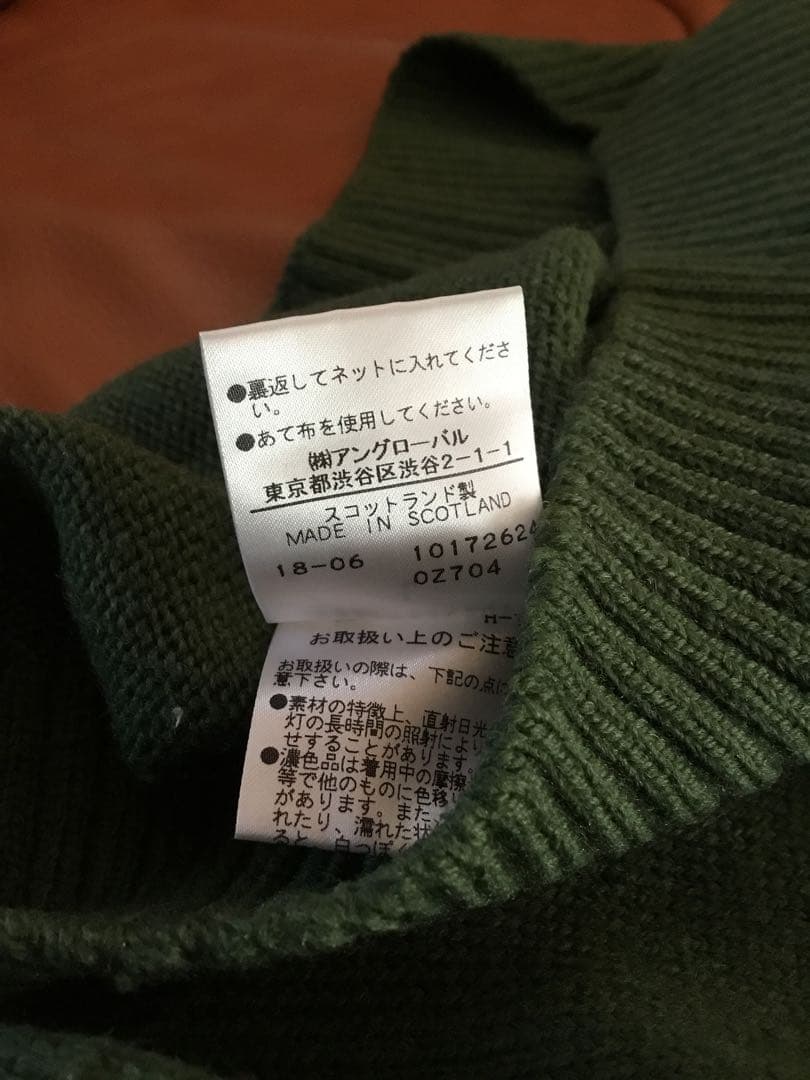 ●裏返してネットに入れてくださ
い。
●あて布を使用してください。
㈱アングローバル
東京都渋谷区渋谷2-1-1
スコットランド製
MADE IN SCOTLAND
18-06 10172624
0Z704
お取扱い上のご注意
お取扱いの際は、下記の点に
意下さい。
●素材の特徴上、直射日光
灯の長時間の照射によい
せすることがあります。
●濃色品は着用中の摩擦
等で他のものに色移
があります。また、
れたり、濡れた状
ると、白っぽく